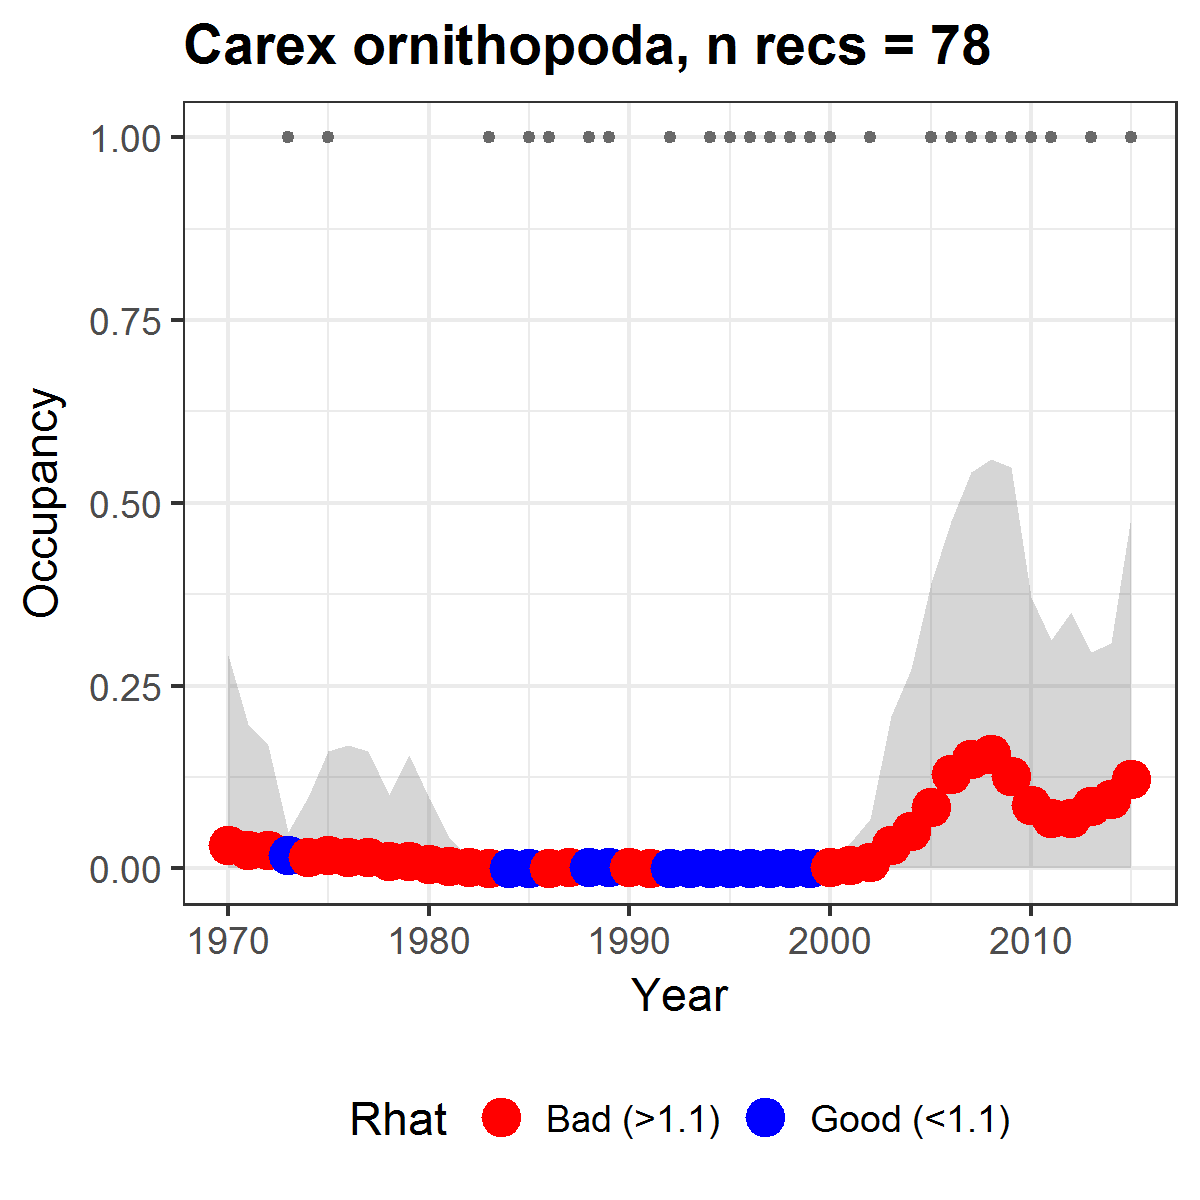 Carex ornithopoda, n recs = 78
1.00
0.75
0.50
0.25
0.00
Occupancy
1970 1980 1990 2000 2010
Year
Rhat Bad (>1.1) Good (<1.1)